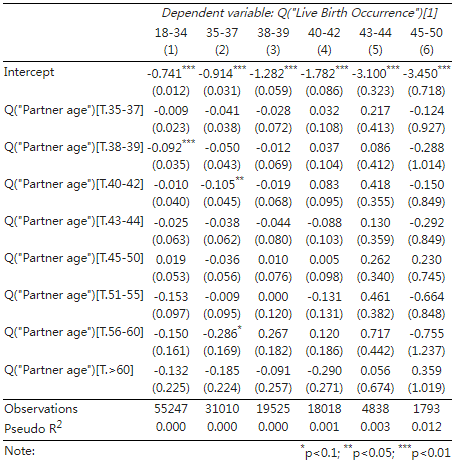 Dependent variable: Q("Live Birth Occurrence")[1]
18-34 35-37 38-39 40-42 43-44 45-50
(1) (2) (3) (4) (5) (6)
Intercept -0.741*** -0.914*** -1.282*** -1.782*** -3.100*** -3.450***
(0.012) (0.031) (0.059) (0.086) (0.323) (0.718)
Q("Partner age")[T.35-37] -0.009 -0.041 -0.028 0.032 0.217 -0.124
(0.023) (0.038) (0.072) (0.108) (0.413) (0.927)
Q("Partner age")[T.38-39] -0.092*** -0.050 -0.012 0.037 0.086 -0.288
(0.035) (0.043) (0.069) (0.104) (0.412) (1.014)
Q("Partner age")[T.40-42] -0.010 -0.105** -0.019 0.083 0.418 -0.150
(0.040) (0.045) (0.068) (0.095) (0.355) (0.849)
Q("Partner age")[T.43-44] -0.025 -0.038 -0.044 -0.088 0.130 -0.292
(0.063) (0.062) (0.080) (0.103) (0.359) (0.849)
Q("Partner age")[T.45-50] 0.019 -0.036 0.010 0.005 0.262 0.230
(0.053) (0.056) (0.076) (0.098) (0.340) (0.745)
Q("Partner age")[T.51-55] -0.153 -0.009 0.000 -0.131 0.461 -0.664
(0.097) (0.095) (0.120) (0.131) (0.382) (0.848)
Q("Partner age")[T.56-60] -0.150 -0.286* 0.267 0.120 0.717 -0.755
(0.161) (0.169) (0.182) (0.186) (0.442) (1.237)
Q("Partner age")[T.>60] -0.132 -0.185 -0.091 -0.290 0.056 0.359
(0.225) (0.224) (0.257) (0.271) (0.674) (1.019)
Observations 55247 31010 19525 18018 4838 1793
Pseudo R2 0.000 0.000 0.000 0.001 0.003 0.012
Note: *p<0.1; **p<0.05; ***p<0.01